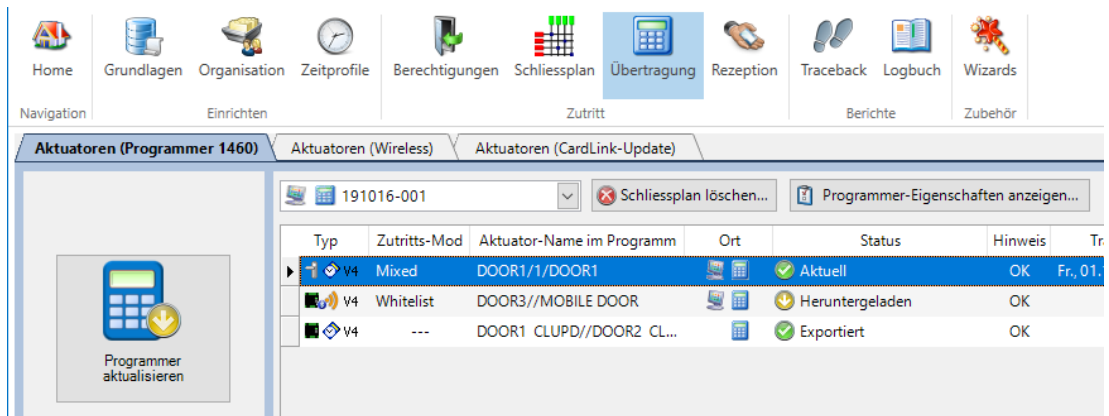 Home Grundlagen Organisation Zeitprofile Berechtigungen Schliessplan Übertragung Rezeption Traceback Logbuch Wizards
Navigation Einrichten Zutritt Berichte Zubehör
Aktuatoren (Programmer 1460) Aktuatoren (Wireless) Aktuatoren (CardLink-Update)
191016-001 Schliessplan löschen... Programmer-Eigenschaften anzeigen...
Typ Zutritts-Mod Aktuator-Name im Programm Ort Status Hinweis
V4 Mixed DOOR1/1/DOOR1 Aktuell OK Fr., 01.
V4 Whitelist DOOR3//MOBILE DOOR Heruntergeladen OK
V4 --- DOOR1 CLUPD//DOOR2 CL... Exportiert OK
Programmer
aktualisieren